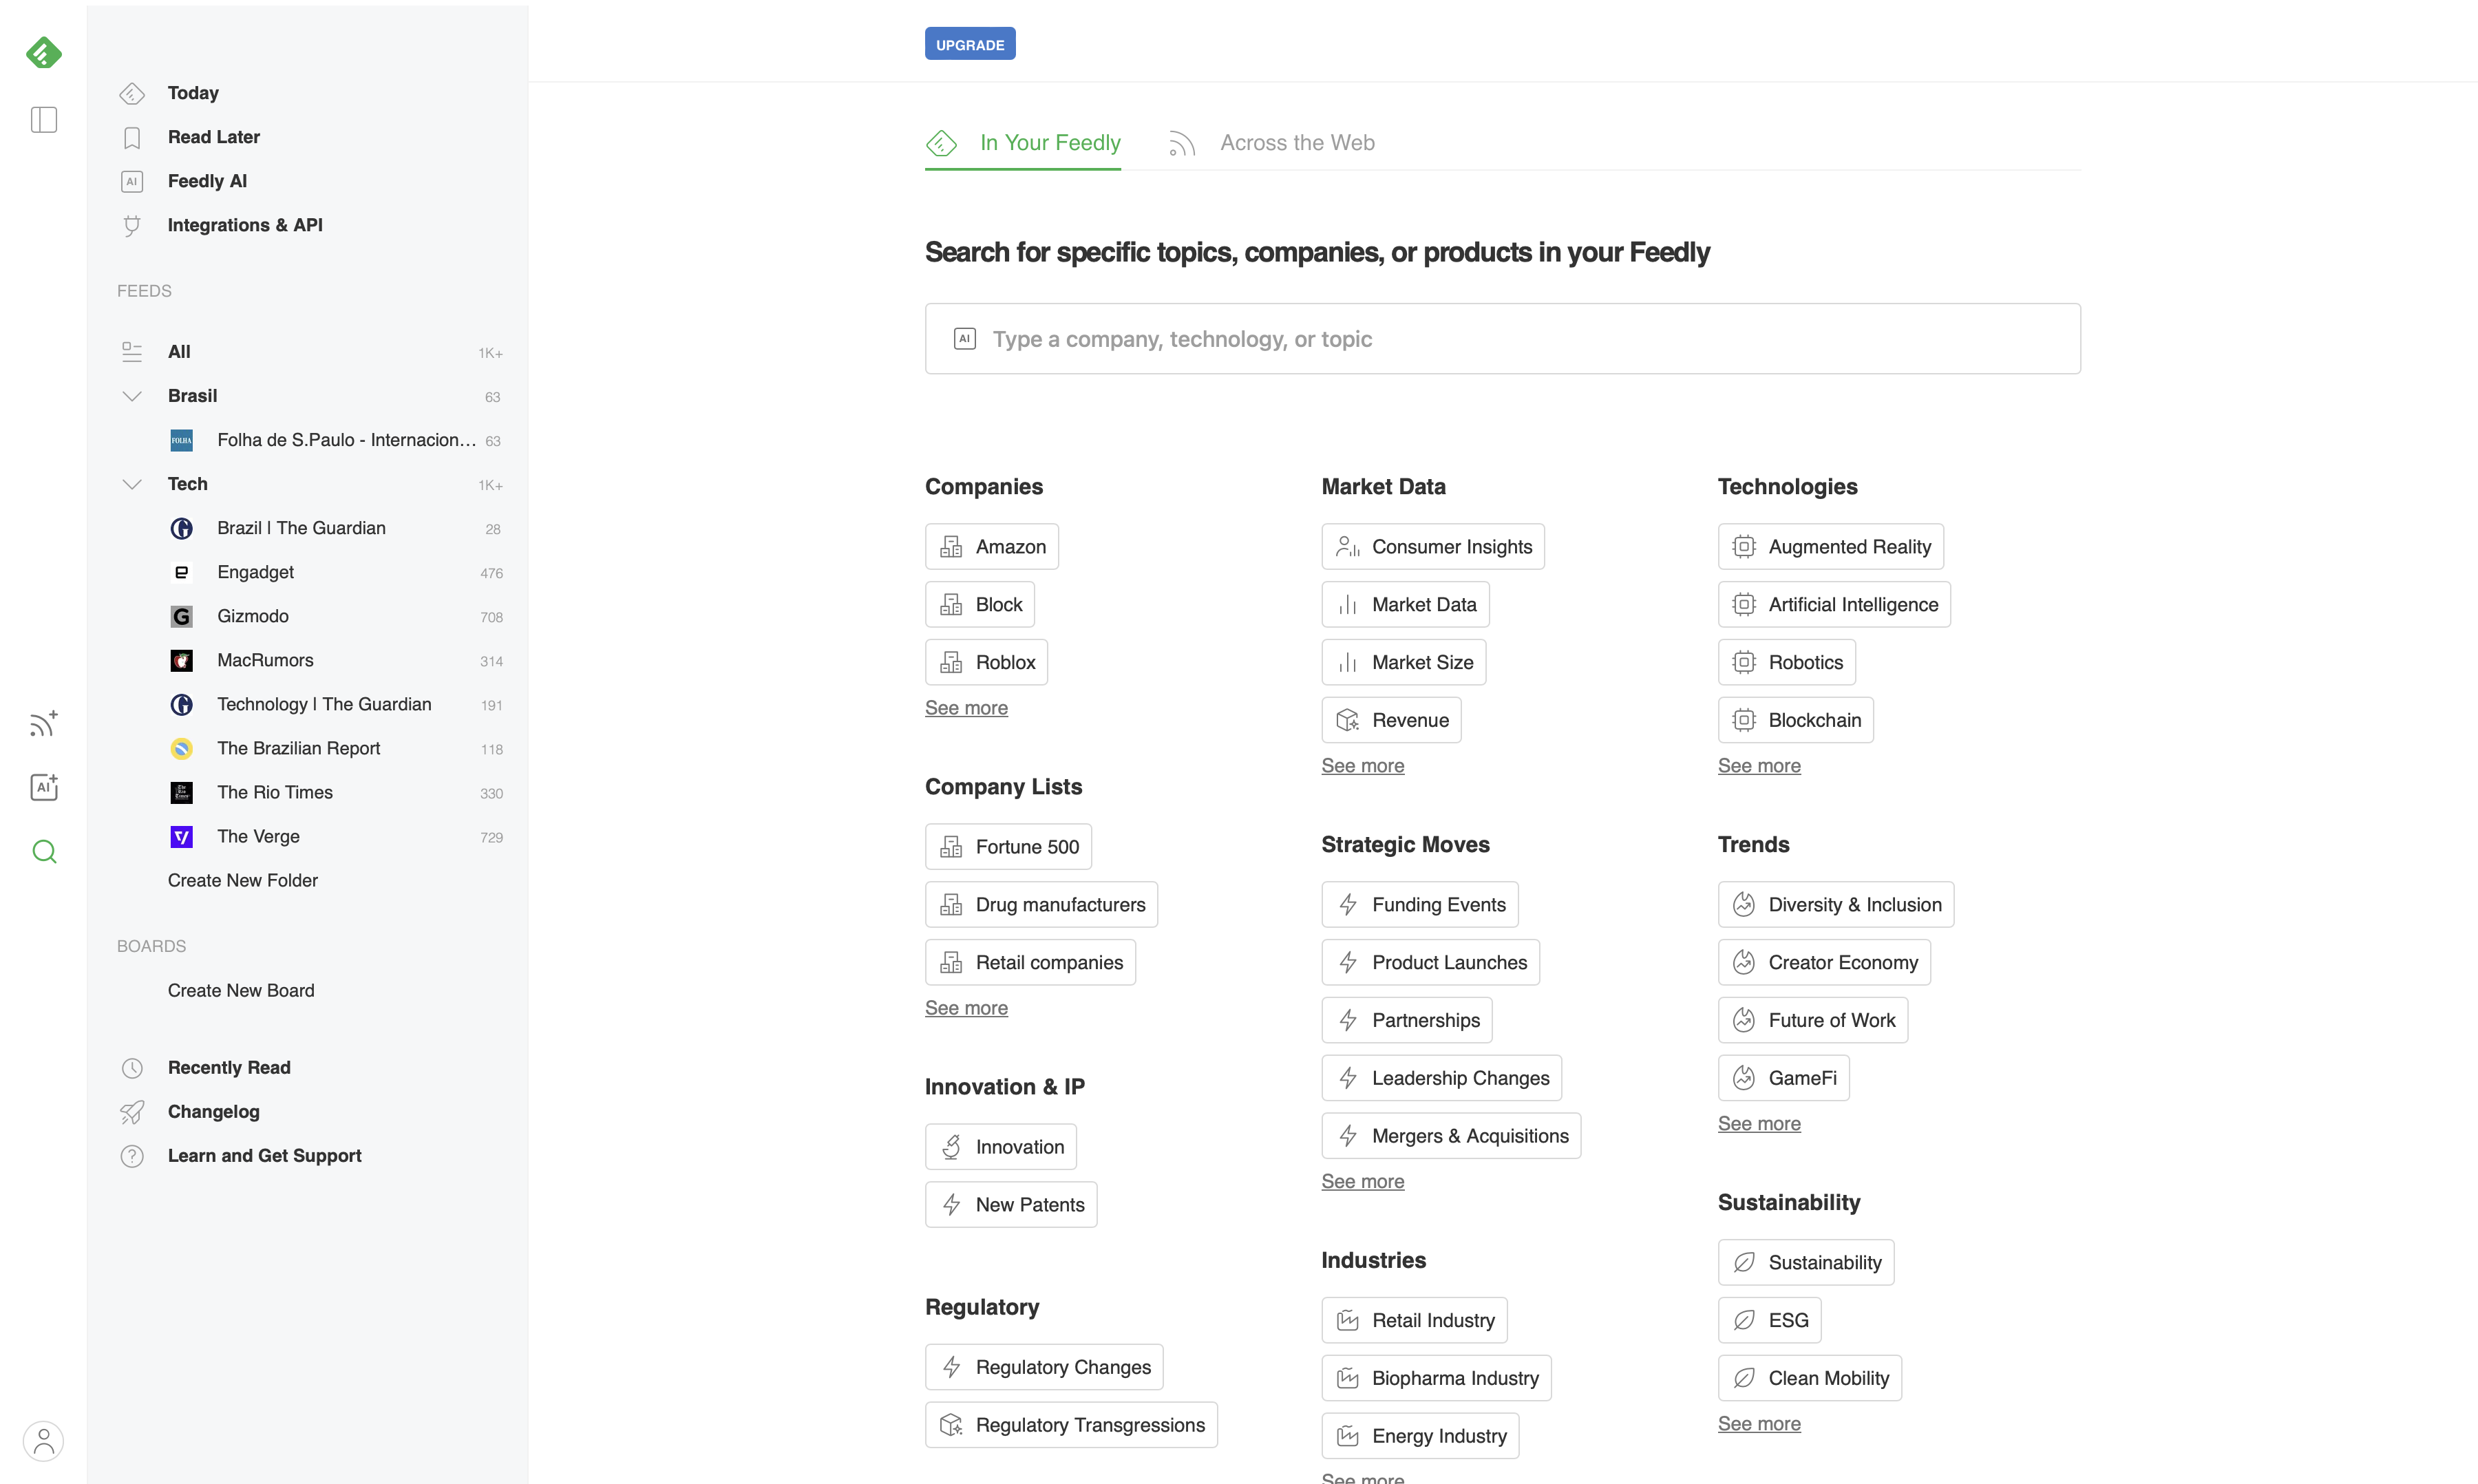 Today
Read Later
AI
Feedly AI
Integrations & API
FEEDS
All 1K+
Brasil 63
FOLHA
Folha de S.Paulo - Internacion... 63
Tech 1K+
Brazil | The Guardian 28
Engadget 476
Gizmodo 708
MacRumors 314
Technology | The Guardian 191
The Brazilian Report 118
The Rio Times 330
The Verge 729
Create New Folder
BOARDS
Create New Board
Recently Read
Changelog
Learn and Get Support
AI
UPGRADE
In Your Feedly
Across the Web
Search for specific topics, companies, or products in your Feedly
AI Type a company, technology, or topic
Companies
Amazon
Block
Roblox
See more
Company Lists
Fortune 500
Drug manufacturers
Retail companies
See more
Innovation & IP
Innovation
New Patents
Regulatory
Regulatory Changes
Regulatory Transgressions
Market Data
Consumer Insights
Market Data
Market Size
Revenue
See more
Strategic Moves
Funding Events
Product Launches
Partnerships
Leadership Changes
Mergers & Acquisitions
See more
Industries
Retail Industry
Biopharma Industry
Energy Industry
See more
Technologies
Augmented Reality
Artificial Intelligence
Robotics
Blockchain
See more
Trends
Diversity & Inclusion
Creator Economy
Future of Work
GameFi
See more
Sustainability
Sustainability
ESG
Clean Mobility
See more